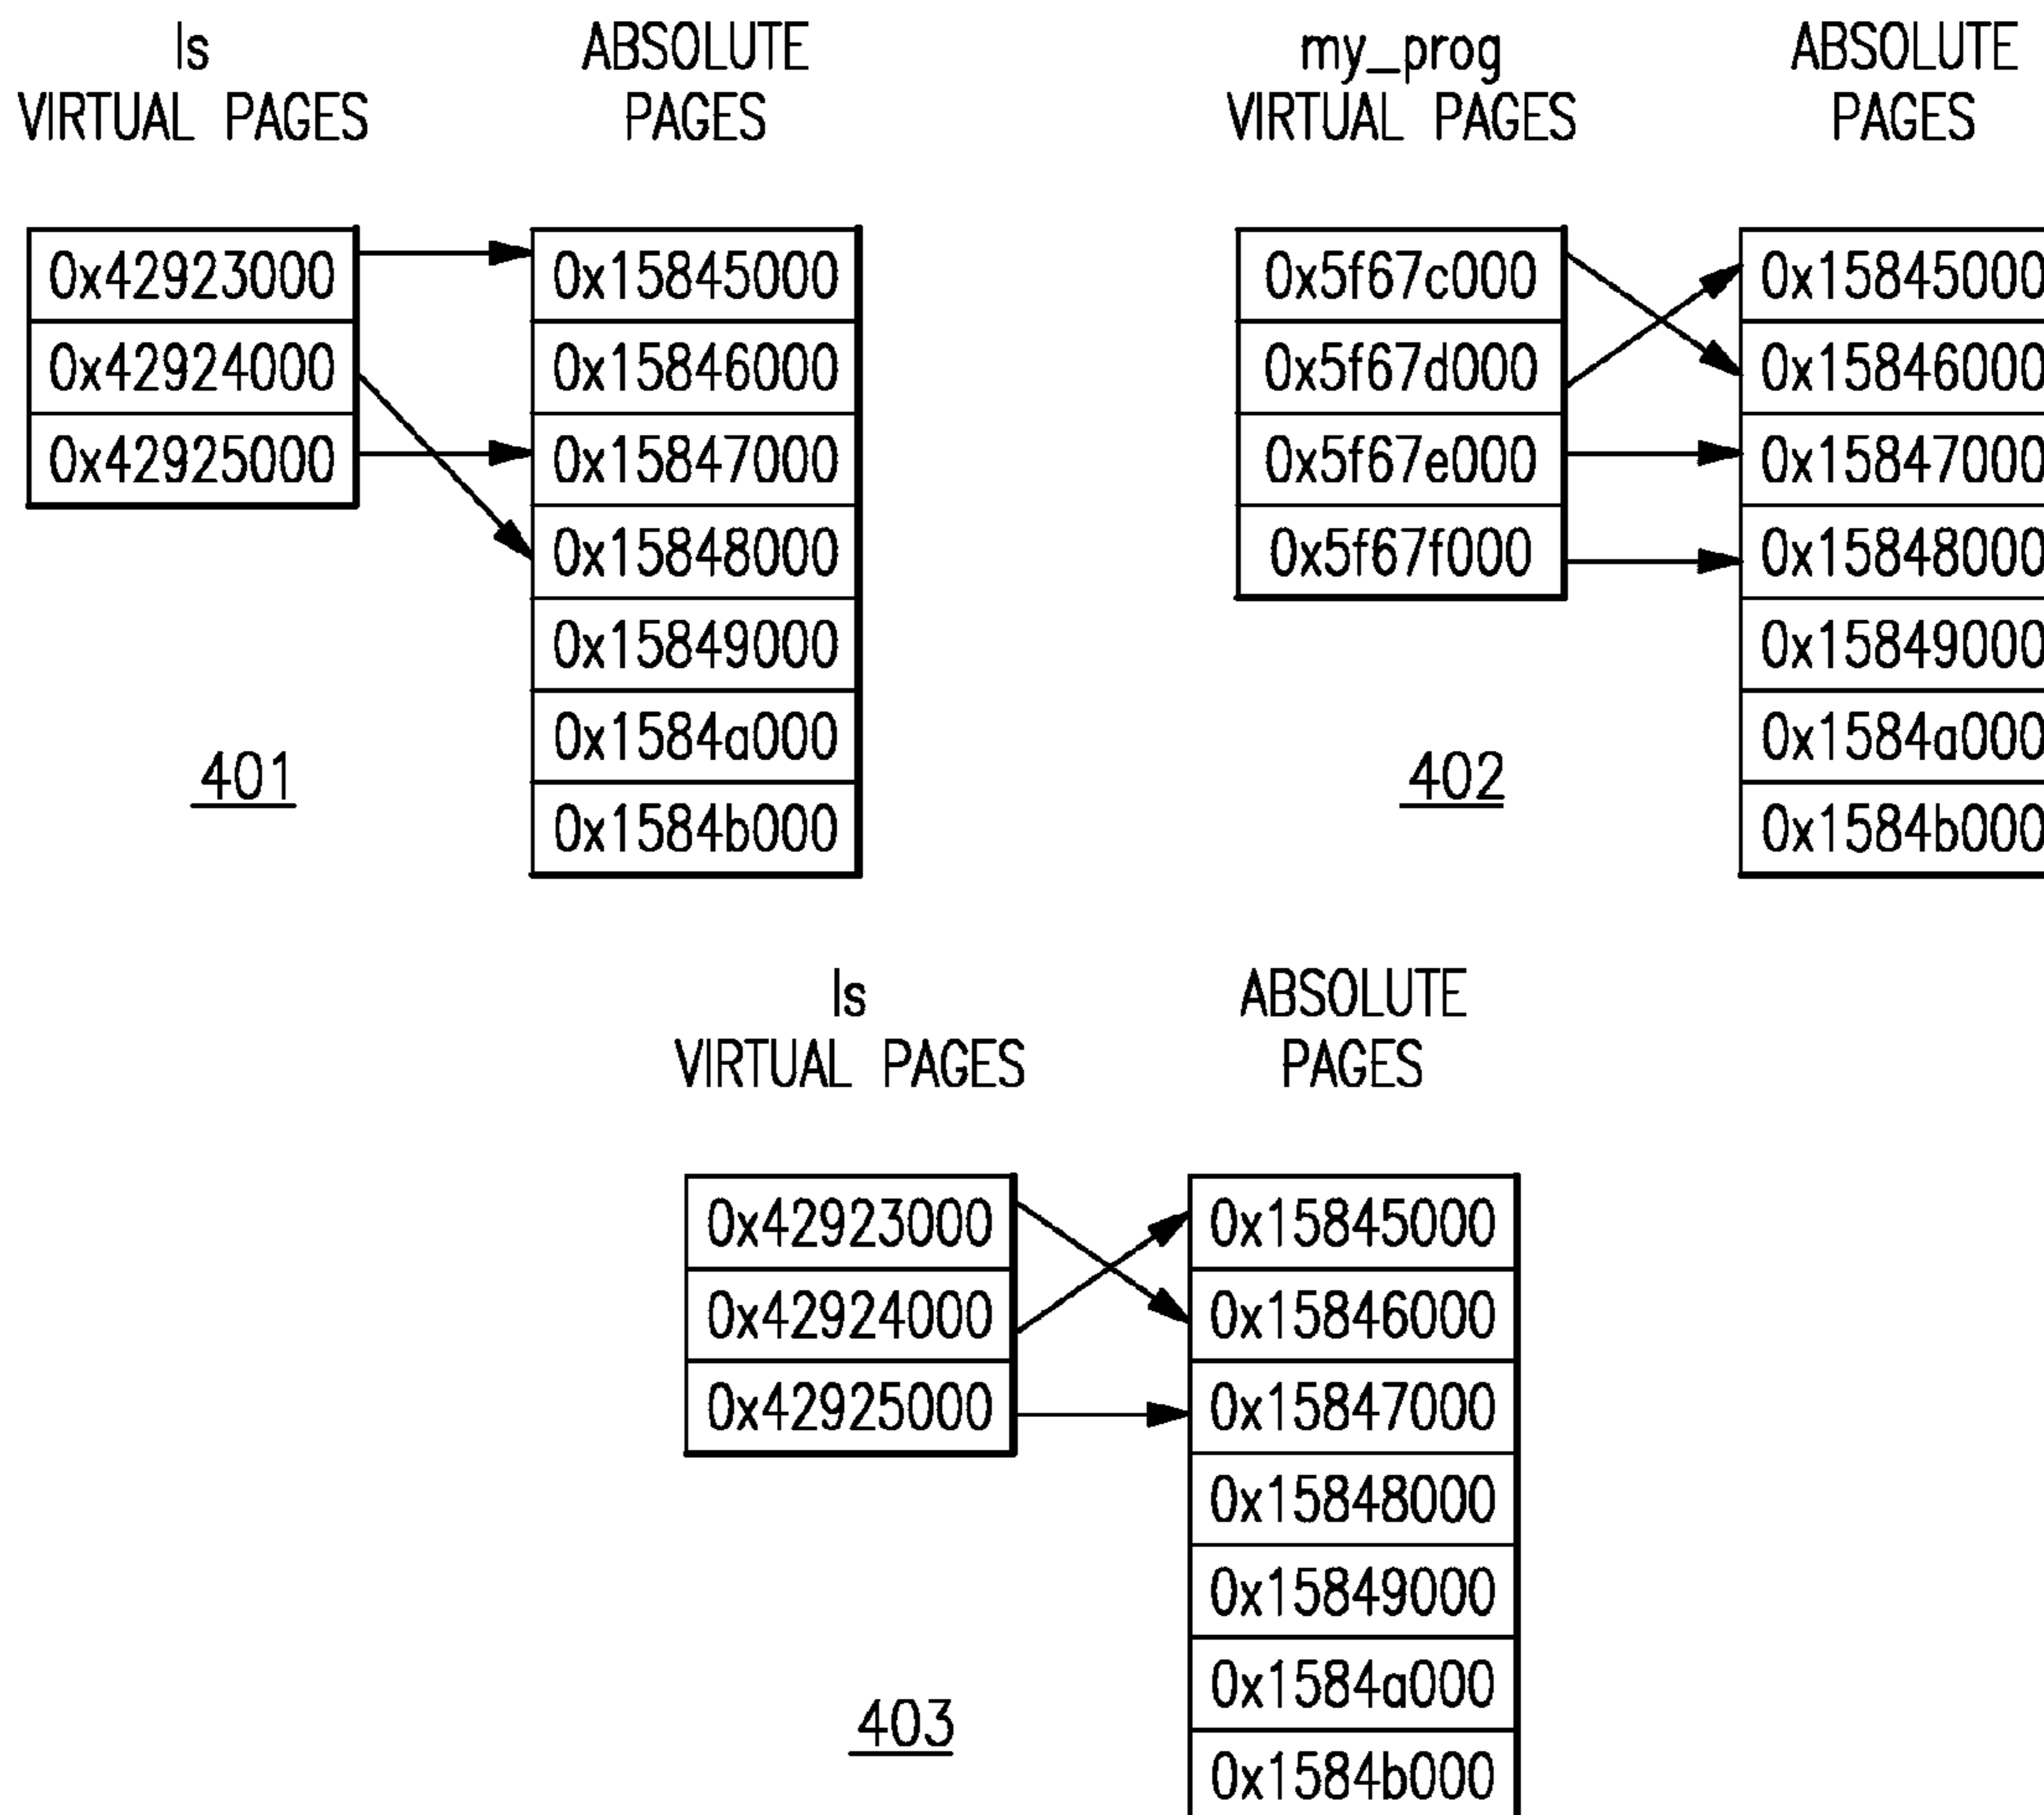 ls
VIRTUAL PAGES
ABSOLUTE
PAGES
0x42923000
0x42924000
0x42925000
0x15845000
0x15846000
0x15847000
0x15848000
0x15849000
0x1584a000
0x1584b000
401
my_prog
VIRTUAL PAGES
ABSOLUTE
PAGES
0x5f67c000
0x5f67d000
0x5f67e000
0x5f67f000
0x15845000
0x15846000
0x15847000
0x15848000
0x15849000
0x1584a000
0x1584b000
402
ls
VIRTUAL PAGES
ABSOLUTE
PAGES
0x42923000
0x42924000
0x42925000
0x15845000
0x15846000
0x15847000
0x15848000
0x15849000
0x1584a000
0x1584b000
403